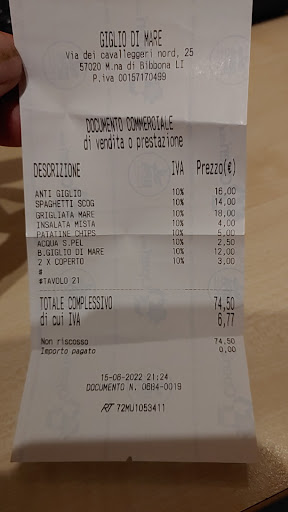 GIGLIO DI MARE
Via dei cavalleggeri nord, 25
57020 M.na di Bibbona LI
P.iva 00157170499
DOCUMENTO COMMERCIALE
di vendita o prestazione
DESCRIZIONE IVA Prezzo(€)
ANTI GIGLIO 10% 16,00
SPAGHETTI SCOG 10% 14,00
GRIGLIATA MARE 10% 18,00
INSALATA MISTA 10% 4,00
PATATINE CHIPS 10% 5,00
ACQUA S.PEL 10% 2,50
B.GIGLIO DI MARE 10% 12,00
2 X COPERTO 10% 3,00
#
#TAVOLO 21
TOTALE COMPLESSIVO 74,50
di cui IVA 6,77
Non riscosso 74,50
Importo pagato 0,00
15-06-2022 21:24
DOCUMENTO N. 0684-0019
RT 72MU1053411